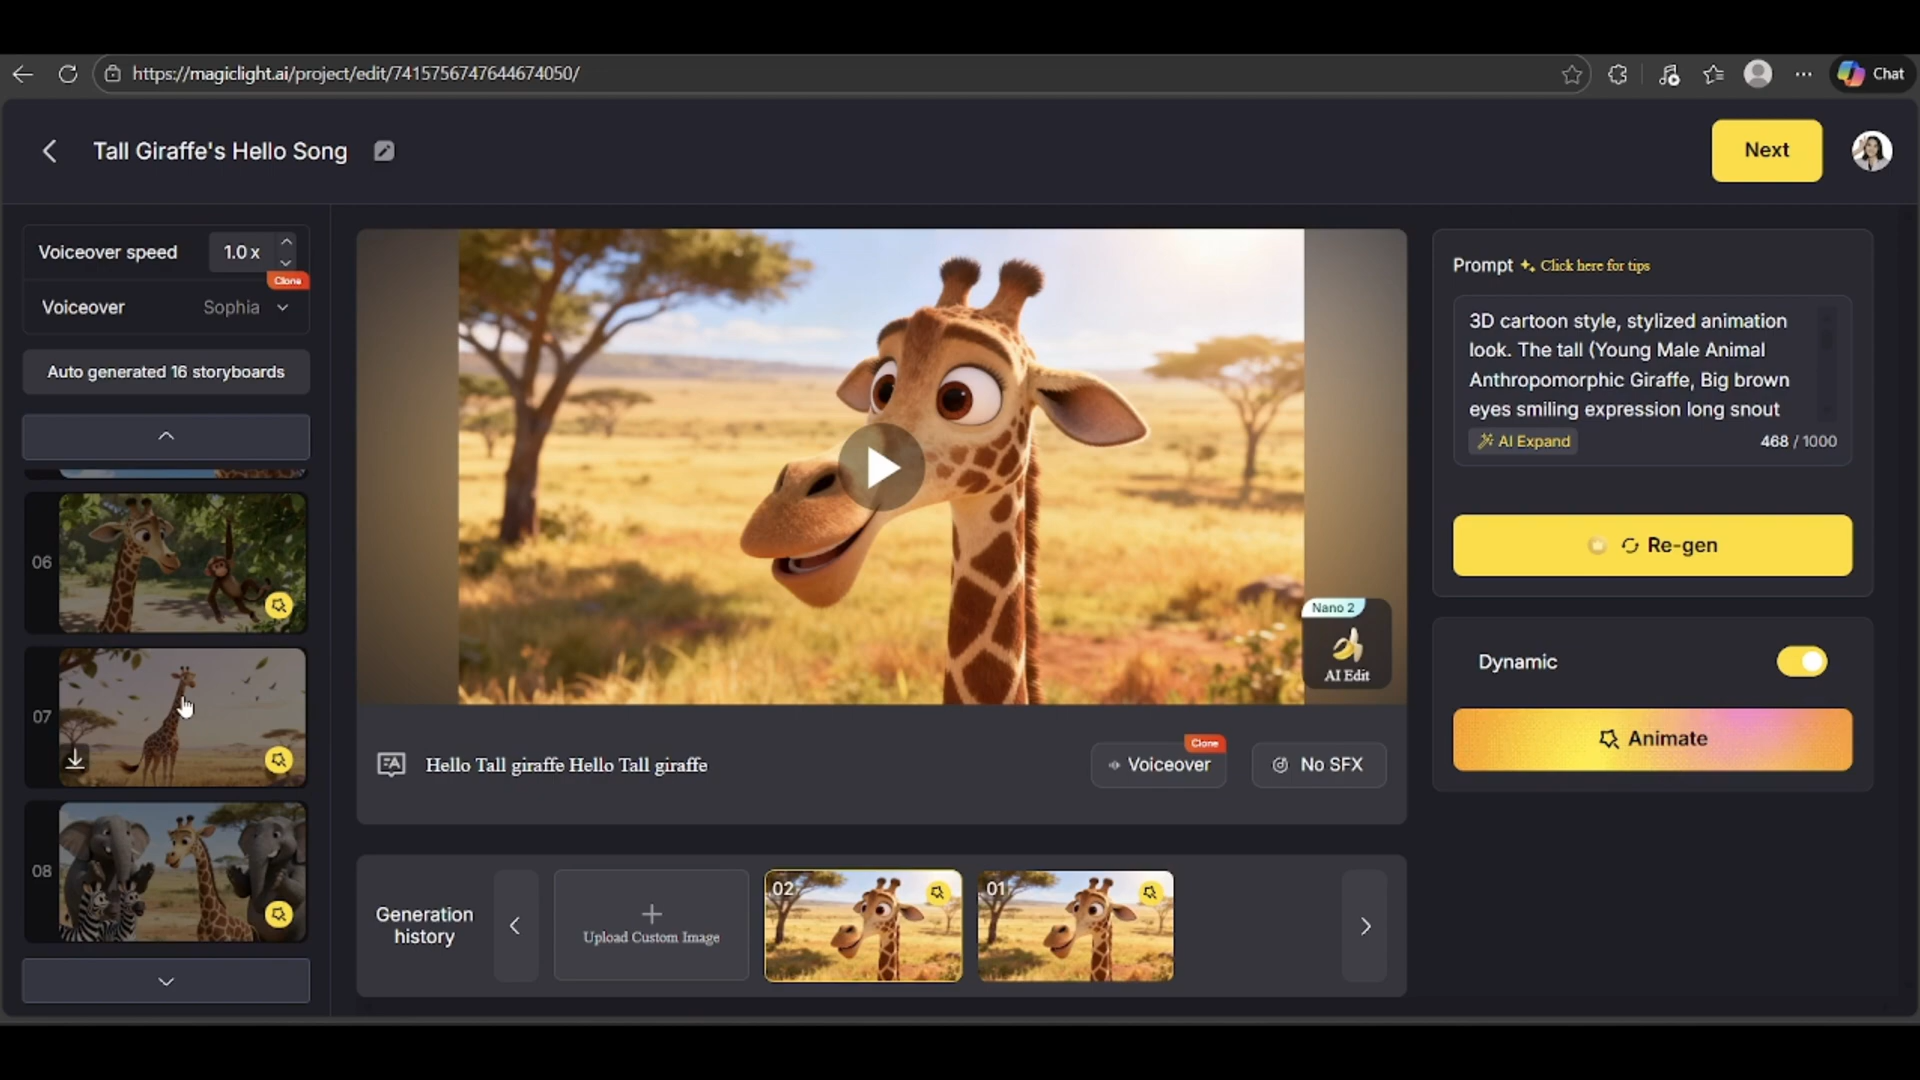 https://magiclight.ai/project/edit/7415756747644674050/
Chat
Tall Giraffe's Hello Song
Next
Voiceover speed
1.0 x
Clone
Voiceover
Sophia
Auto generated 16 storyboards
06
07
08
Nano 2
AI Edit
Hello Tall giraffe Hello Tall giraffe
Clone
Voiceover
No SFX
Generation
history
Upload Custom Image
02
01
Prompt
Click here for tips
3D cartoon style, stylized animation
look. The tall (Young Male Animal
Anthropomorphic Giraffe, Big brown
eyes smiling expression long snout
AI Expand
468 / 1000
Re-gen
Dynamic
Animate